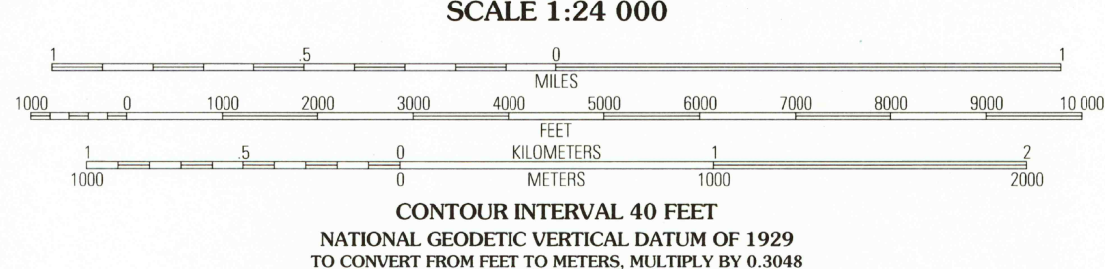 SCALE 1:24 000
1 .5 0 1
MILES
1000 0 1000 2000 3000 4000 5000 6000 7000 8000 9000 10 000
FEET
1 .5 0 KILOMETERS 1 2
1000 0 METERS 1000 2000
CONTOUR INTERVAL 40 FEET
NATIONAL GEODETIC VERTICAL DATUM OF 1929
TO CONVERT FROM FEET TO METERS, MULTIPLY BY 0.3048